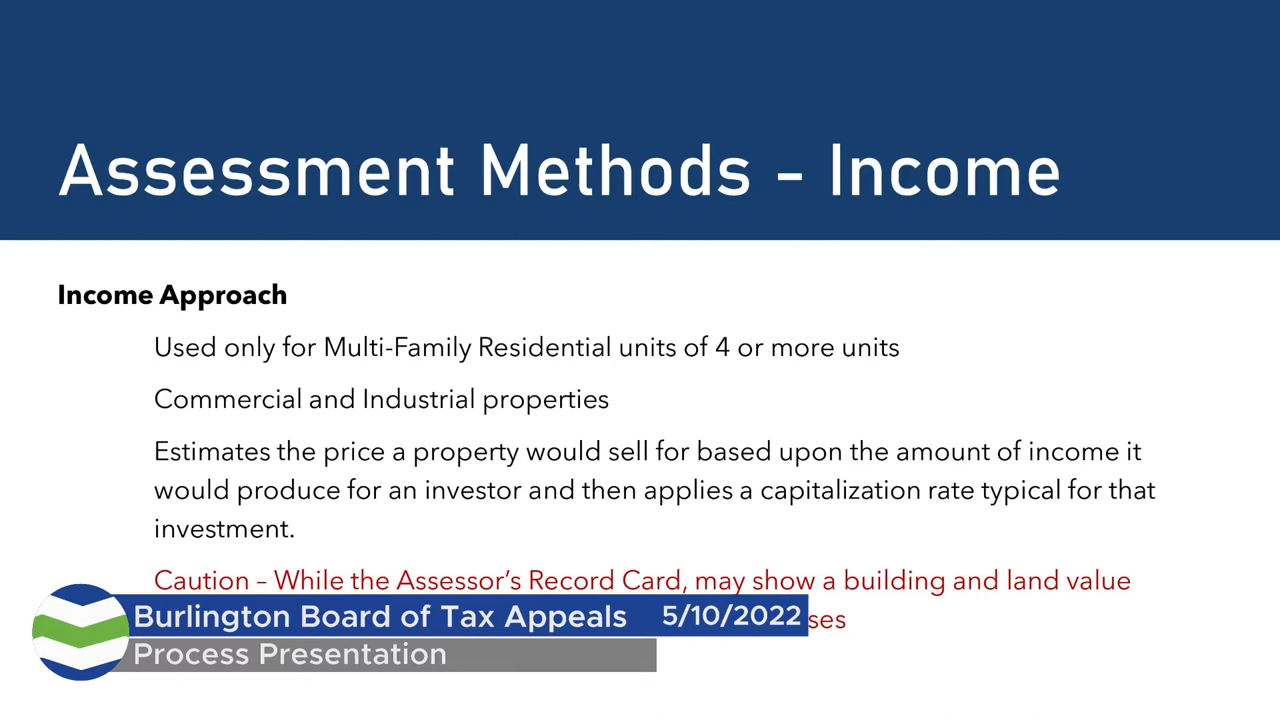 Assessment Methods - Income
Income Approach
Used only for Multi-Family Residential units of 4 or more units
Commercial and Industrial properties
Estimates the price a property would sell for based upon the amount of income it
would produce for an investor and then applies a capitalization rate typical for that
investment.
Caution – While the Assessor's Record Card, may show a building and land value
Burlington Board of Tax Appeals 5/10/2022
Process Presentation